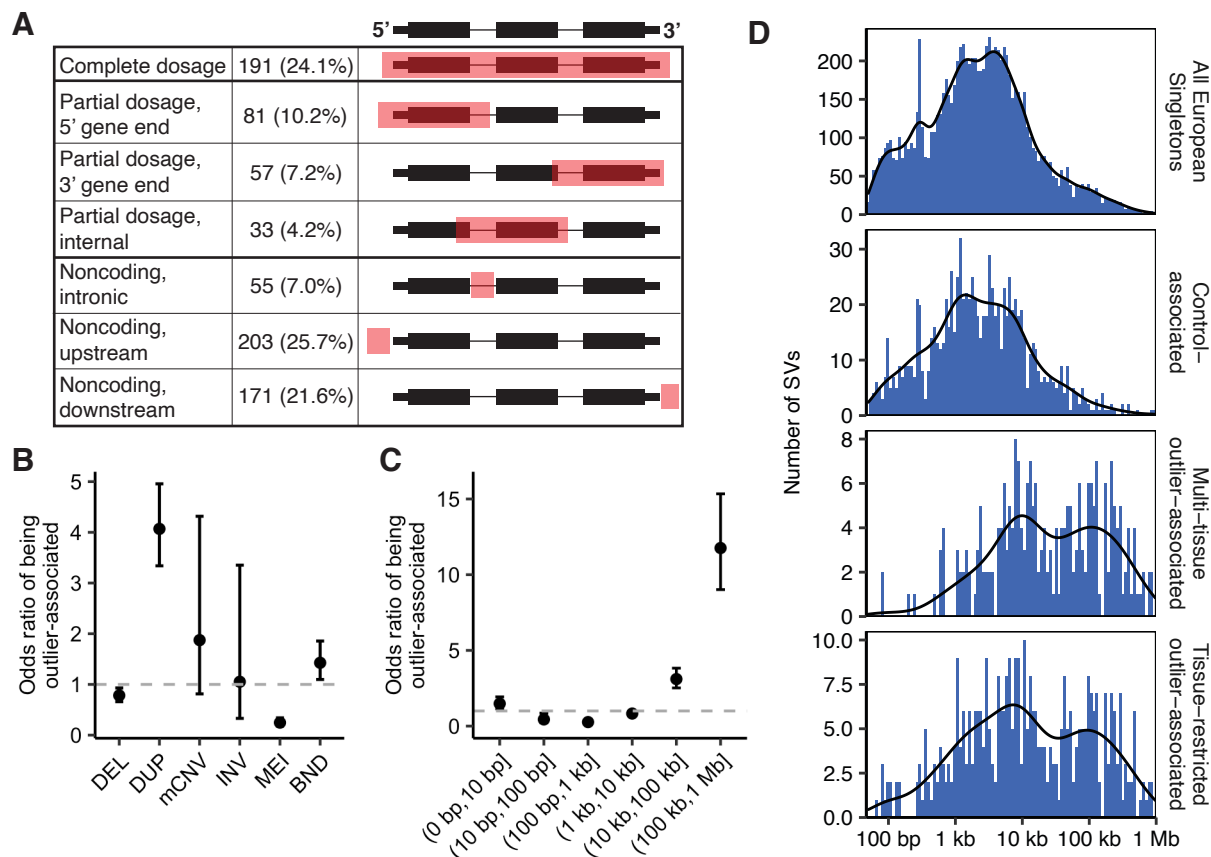 A
5’
3’
Complete dosage
191 (24.1%)
Partial dosage,
5’ gene end
81 (10.2%)
Partial dosage,
3’ gene end
57 (7.2%)
Partial dosage,
internal
33 (4.2%)
Noncoding,
intronic
55 (7.0%)
Noncoding,
upstream
203 (25.7%)
Noncoding,
downstream
171 (21.6%)
B
Odds ratio of being
outlier-associated
5
4
3
2
1
0
DEL
DUP
mCNV
INV
MEI
BND
C
Odds ratio of being
outlier-associated
15
10
5
0
(0 bp, 10 bp]
(10 bp, 100 bp]
(100 bp, 1 kb]
(1 kb, 10 kb]
(10 kb, 100 kb]
(100 kb, 1 Mb]
D
Number of SVs
200
150
100
50
0
All European
Singletons
30
20
10
0
Control–
associated
8
6
4
2
0
Multi–tissue
outlier–associated
10.0
7.5
5.0
2.5
0.0
Tissue–restricted
outlier–associated
100 bp
1 kb
10 kb
100 kb
1 Mb